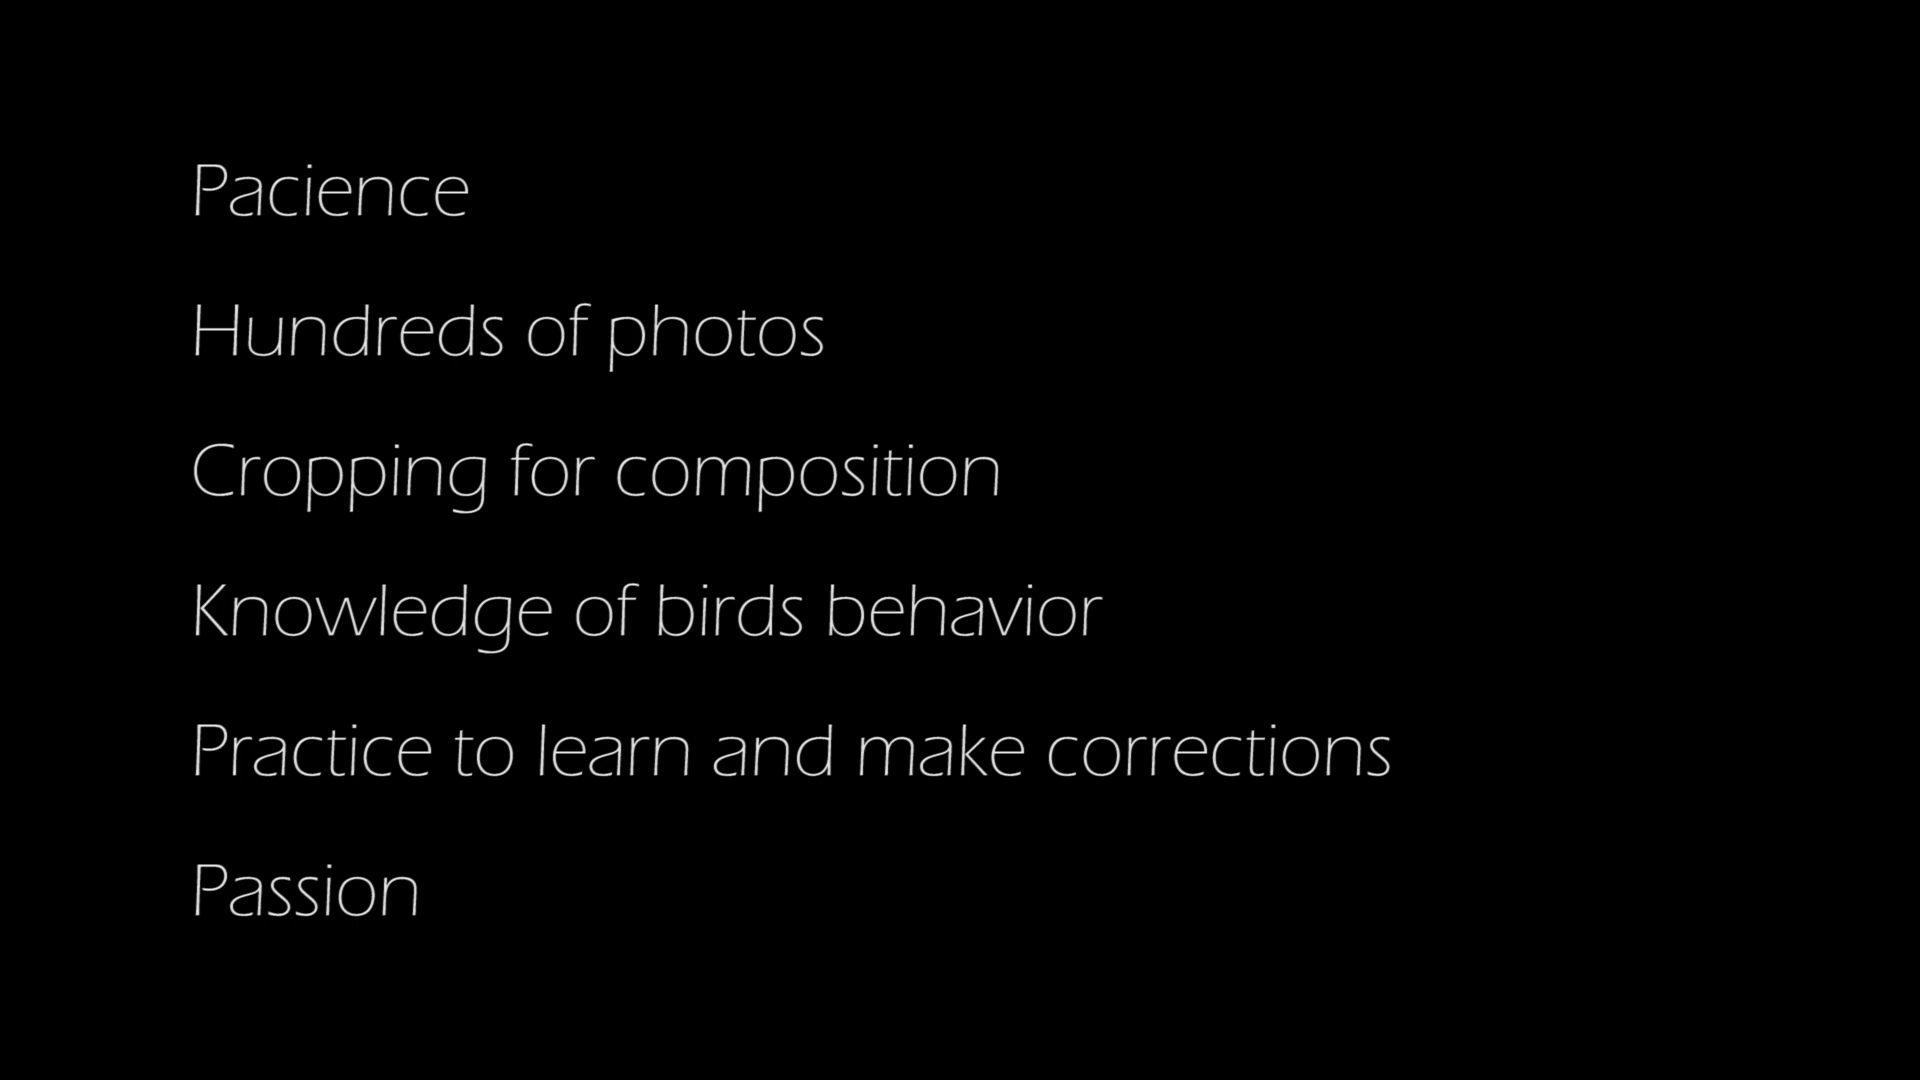 Pacience
Hundreds of photos
Cropping for composition
Knowledge of birds behavior
Practice to learn and make corrections
Passion